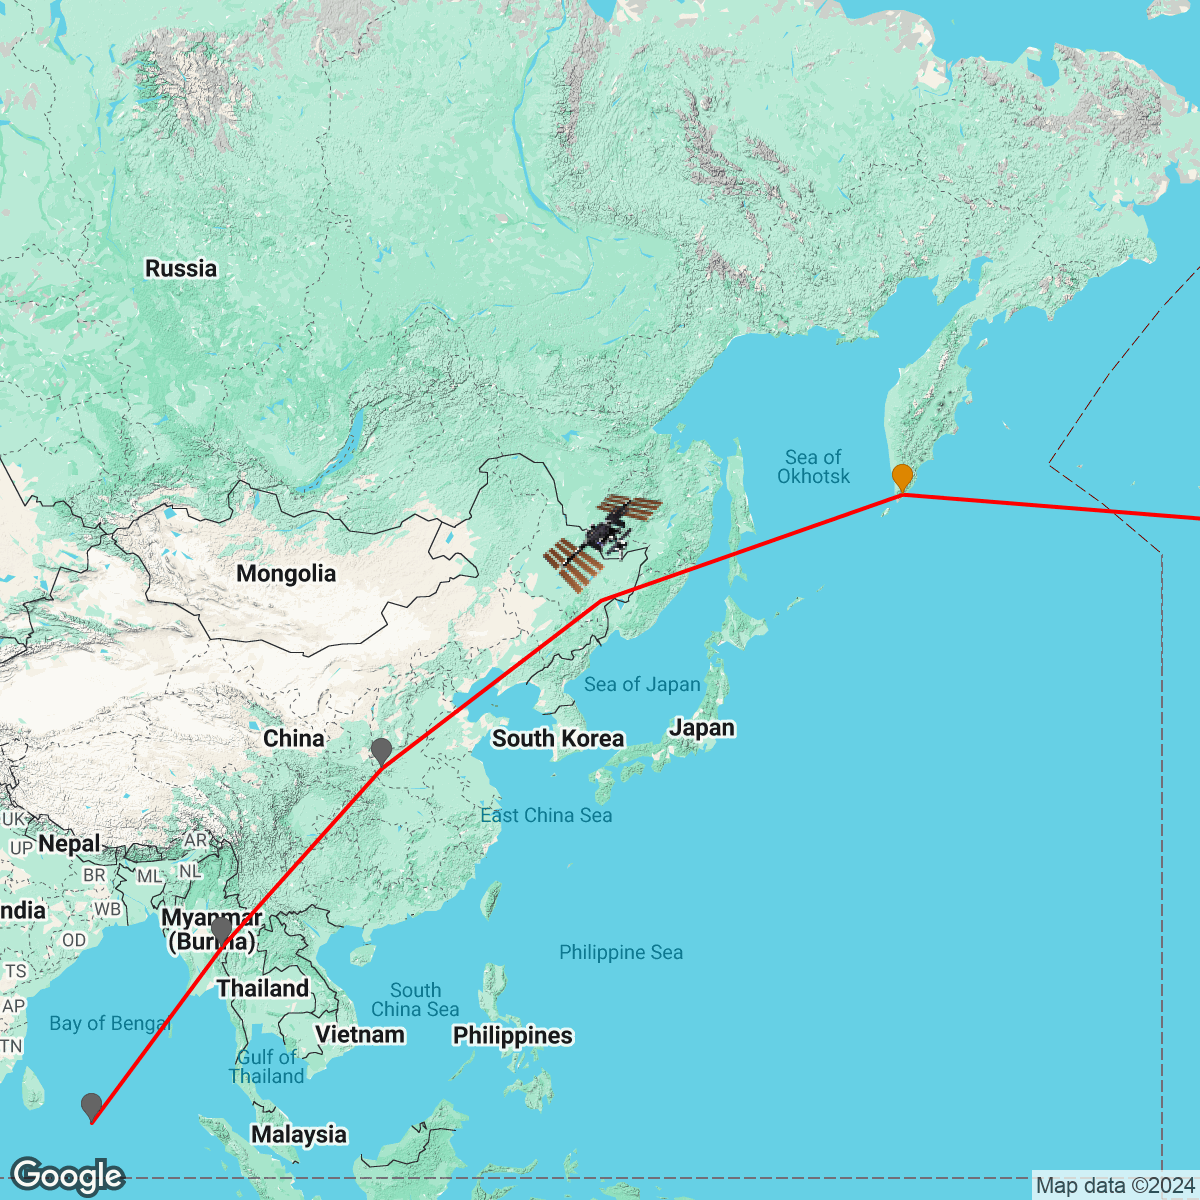 Russia
Sea of
Okhotsk
Mongolia
Sea of Japan
China
South Korea
Japan
East China Sea
UK
UP
Nepal
AR
BR
ML
NL
WB
ndia
OD
Myanmar
(Burma)
Philippine Sea
TS
Thailand
South
China Sea
AP
Bay of Bengal
TN
Vietnam
Philippines
Gulf of
Thailand
Malaysia
Google
Map data ©2024